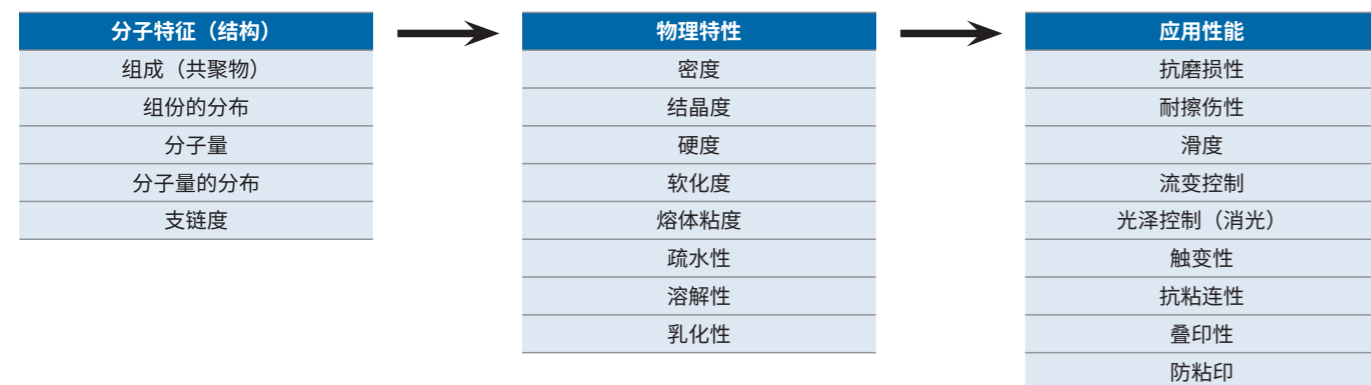 分子特征（结构）
组成（共聚物）
组份的分布
分子量
分子量的分布
支链度
物理特性
密度
结晶度
硬度
软化度
熔体粘度
疏水性
溶解性
乳化性
应用性能
抗磨损性
耐擦伤性
滑度
流变控制
光泽控制（消光）
触变性
抗粘连性
叠印性
防粘印